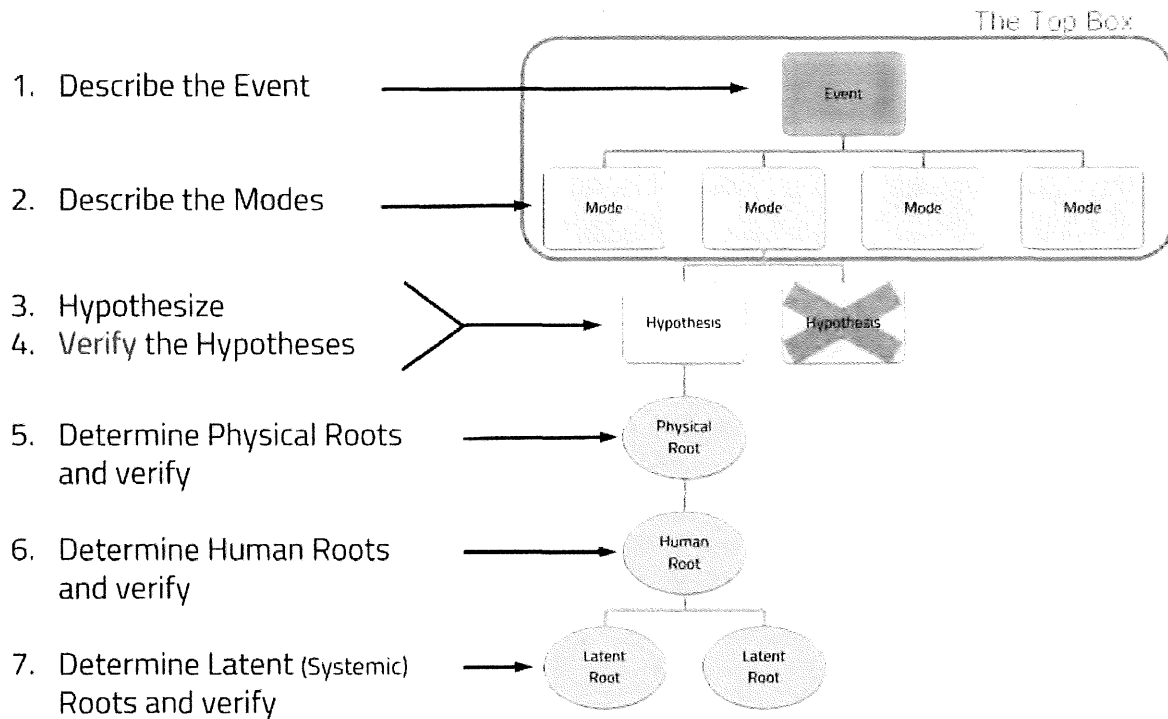 The Top Box
1. Describe the Event
Event
2. Describe the Modes
Mode
Mode
Mode
Mode
3. Hypothesize
4. Verify the Hypotheses
Hypothesis
Hypothesis
5. Determine Physical Roots
and verify
Physical
Root
6. Determine Human Roots
and verify
Human
Root
7. Determine Latent (Systemic)
Roots and verify
Latent
Root
Latent
Root